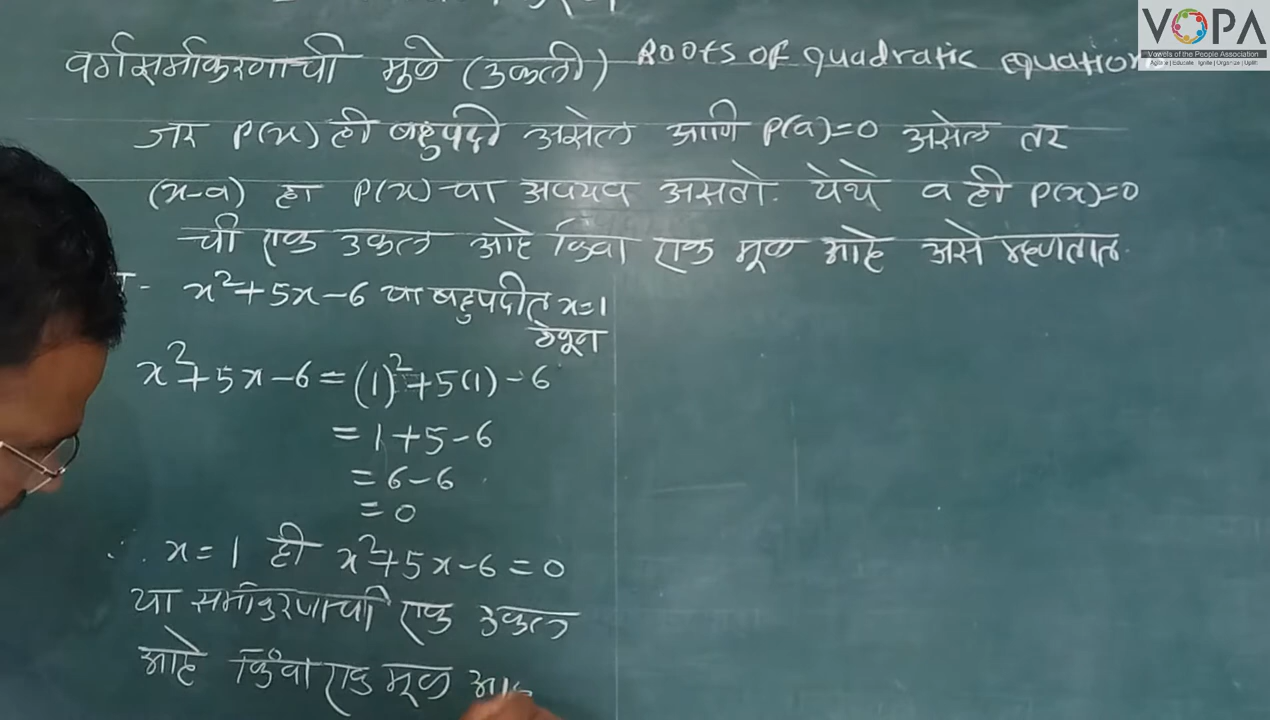 VOPA
Vowels of the People Association
वर्गसमीकरणाची मुळे (उकली) Roots of quadratic equation
जर P(x) ही बहुपदी असेल आणि P(a)=0 असेल तर
(x-a) हा P(x) चा अवयव असतो. येथे a ही P(x)=0
ची एक उकल आहे किंवा एक मूळ आहे असे म्हणतात.
x²+5x-6 या बहुपदीत x=1
ठेवून
x²+5x-6=(1)²+5(1)-6
=1+5-6
=6-6
=0
∴ x=1 ही x²+5x-6=0
या समीकरणाची एक उकल
आहे किंवा एक मूळ